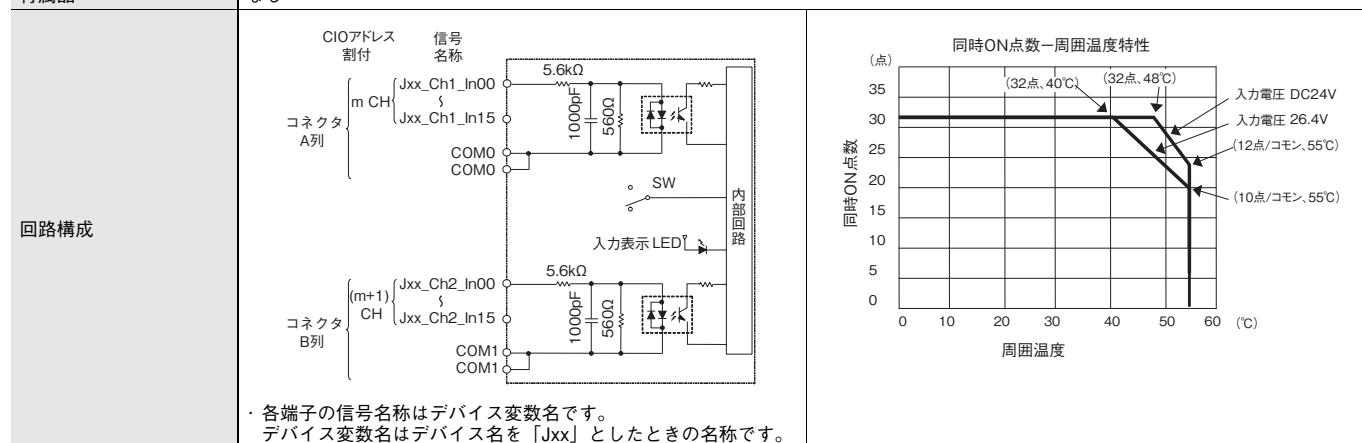 回路構成
CIOアドレス
割付
信号
名称
コネクタ
A列
m CH
Jxx_Ch1_In00
〜
Jxx_Ch1_In15
COM0
COM0
5.6kΩ
1000pF
560Ω
SW
入力表示 LED
内部回路
コネクタ
B列
(m+1)
CH
Jxx_Ch2_In00
〜
Jxx_Ch2_In15
COM1
COM1
5.6kΩ
1000pF
560Ω
・各端子の信号名称はデバイス変数名です。
デバイス変数名はデバイス名を「Jxx」としたときの名称です。
同時ON点数ー周囲温度特性
(点)
(32点、40℃)
(32点、48℃)
入力電圧 DC24V
入力電圧 26.4V
(12点/コモン、55℃)
(10点/コモン、55℃)
同時ON点数
35
30
25
20
15
10
5
0
0 10 20 30 40 50 60 (℃)
周囲温度